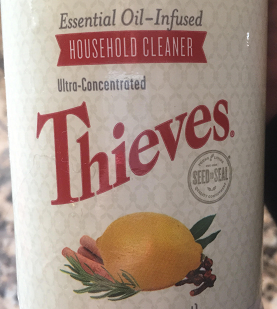 Essential Oil-Infused
HOUSEHOLD CLEANER
Ultra-Concentrated
Thieves®
SEED TO SEAL